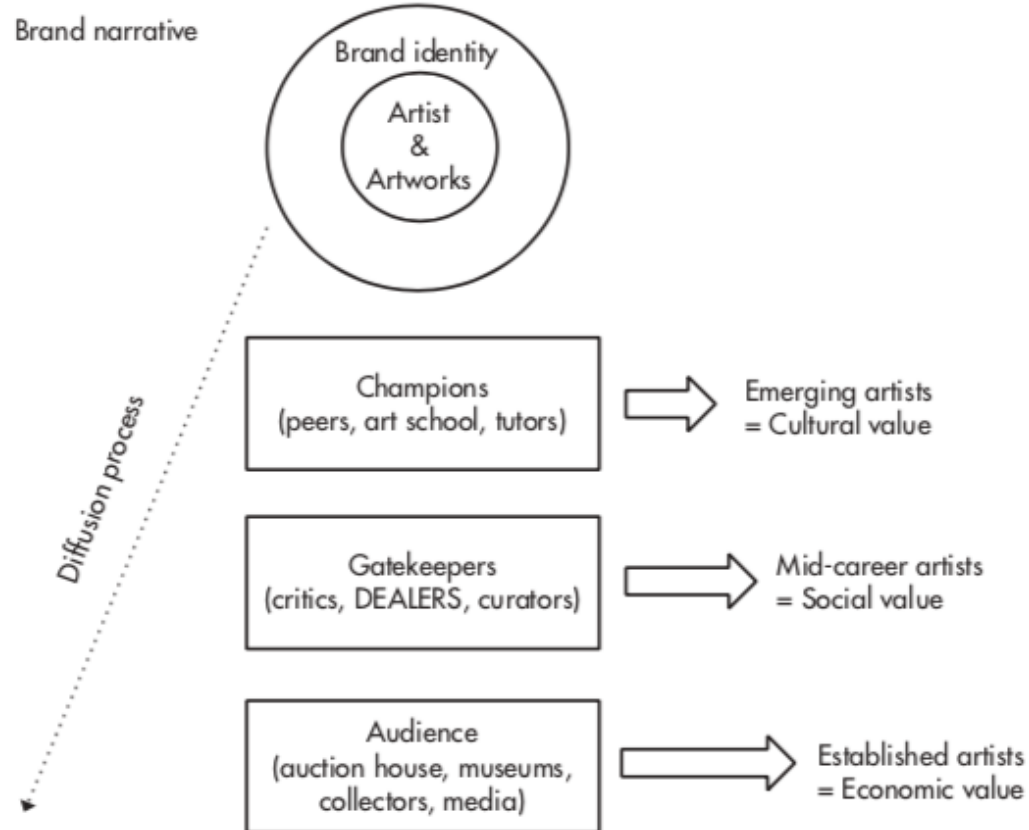 Brand narrative
Brand identity
Artist
&
Artworks
Diffusion process
Champions
(peers, art school, tutors)
Emerging artists
= Cultural value
Gatekeepers
(critics, DEALERS, curators)
Mid-career artists
= Social value
Audience
(auction house, museums,
collectors, media)
Established artists
= Economic value